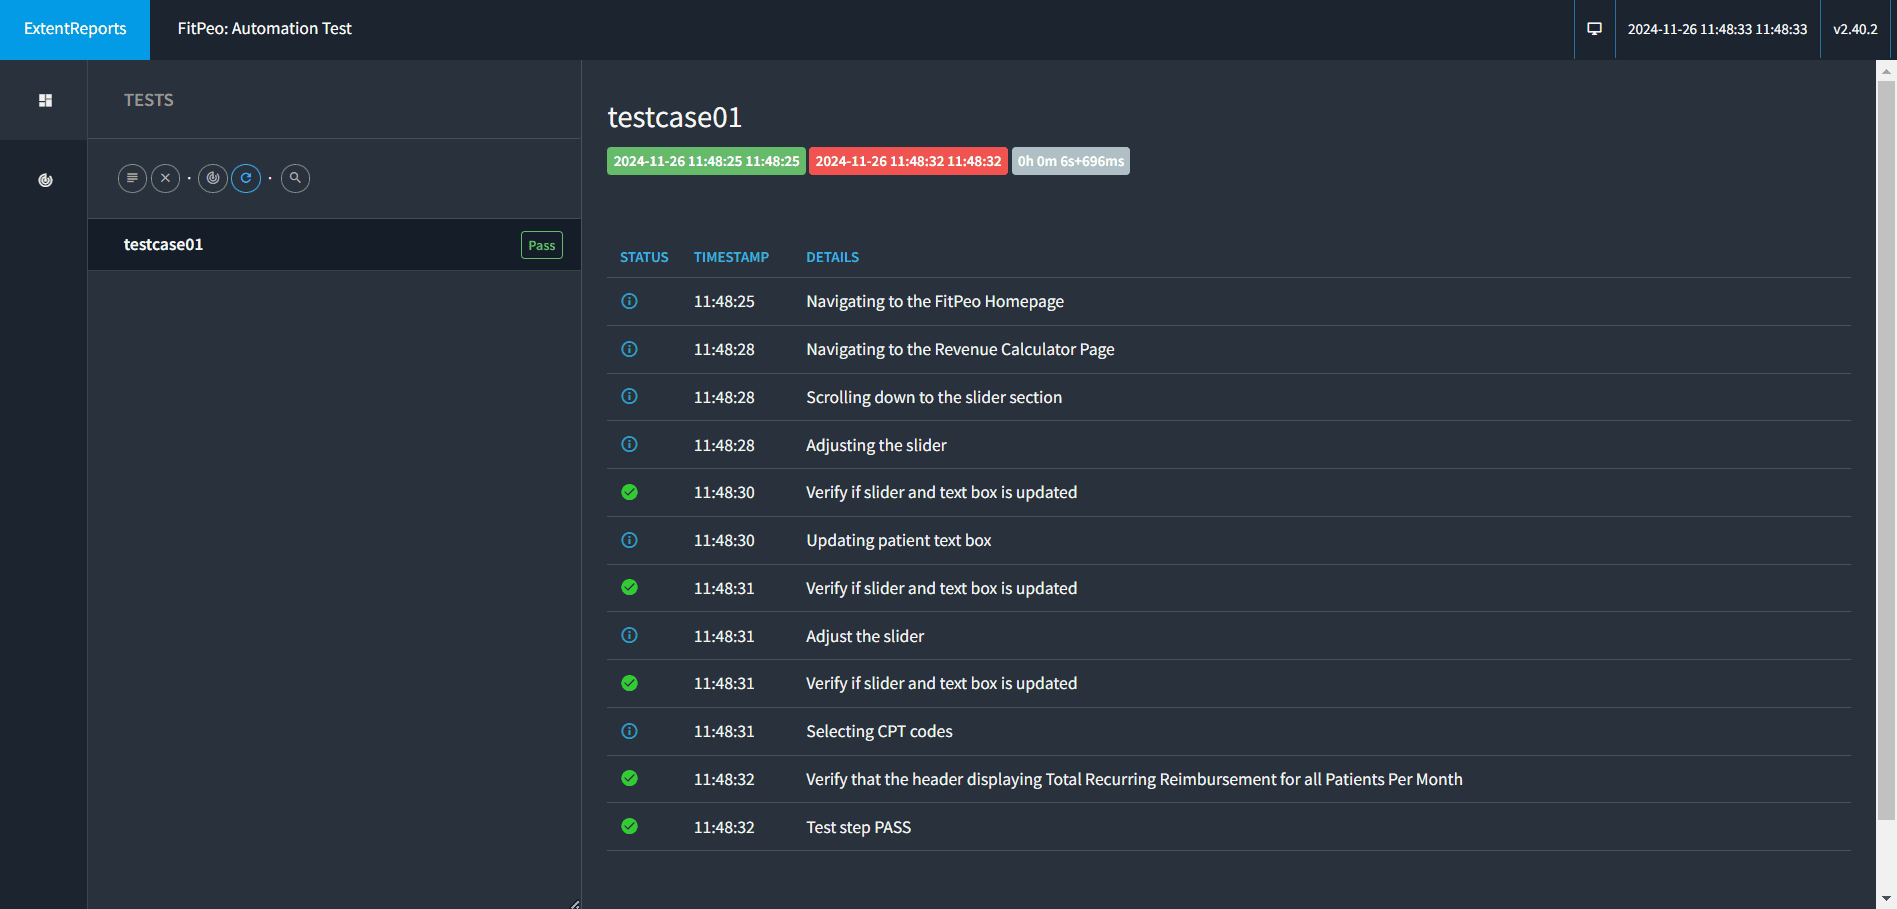 ExtentReports FitPeo: Automation Test 2024-11-26 11:48:33 11:48:33 v2.40.2
TESTS
testcase01 Pass
testcase01
2024-11-26 11:48:25 11:48:25 2024-11-26 11:48:32 11:48:32 0h 0m 6s+696ms
STATUS TIMESTAMP DETAILS
11:48:25 Navigating to the FitPeo Homepage
11:48:28 Navigating to the Revenue Calculator Page
11:48:28 Scrolling down to the slider section
11:48:28 Adjusting the slider
11:48:30 Verify if slider and text box is updated
11:48:30 Updating patient text box
11:48:31 Verify if slider and text box is updated
11:48:31 Adjust the slider
11:48:31 Verify if slider and text box is updated
11:48:31 Selecting CPT codes
11:48:32 Verify that the header displaying Total Recurring Reimbursement for all Patients Per Month
11:48:32 Test step PASS